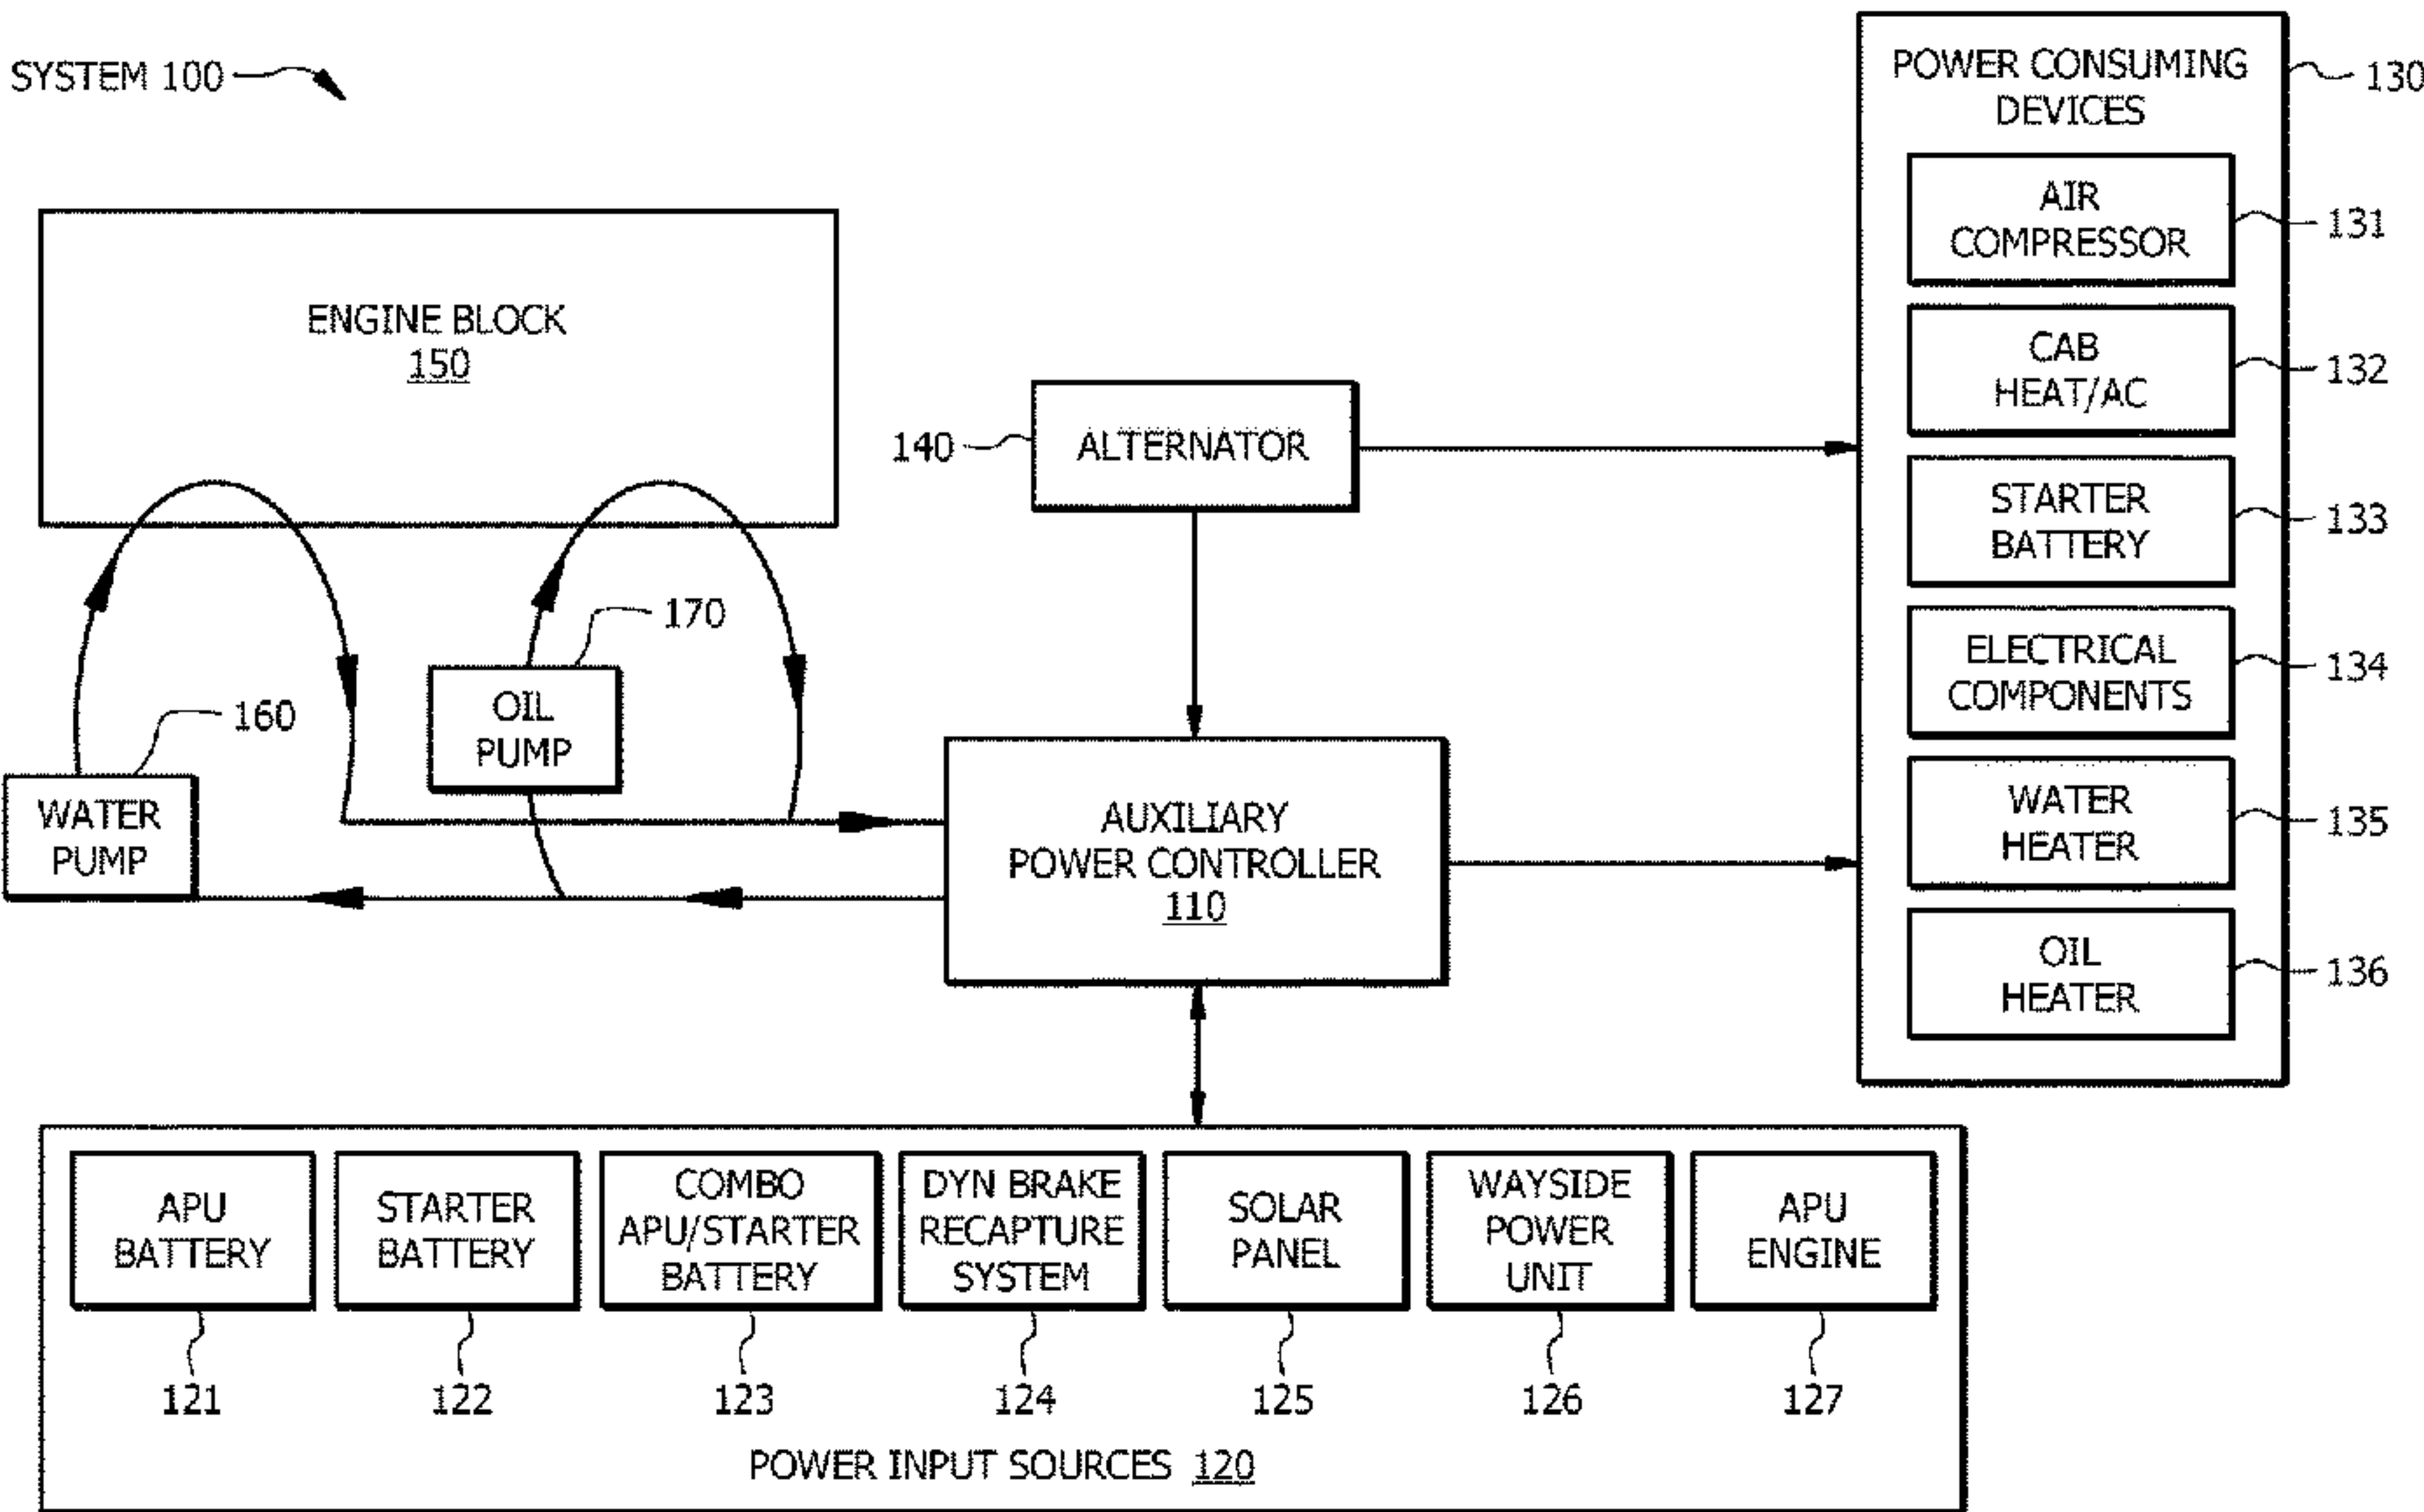 SYSTEM 100
POWER CONSUMING
DEVICES
130
AIR
COMPRESSOR
131
CAB
HEAT/AC
132
STARTER
BATTERY
133
ELECTRICAL
COMPONENTS
134
WATER
HEATER
135
OIL
HEATER
136
ENGINE BLOCK
150
140
ALTERNATOR
170
OIL
PUMP
160
WATER
PUMP
AUXILIARY
POWER CONTROLLER
110
APU
BATTERY
121
STARTER
BATTERY
122
COMBO
APU/STARTER
BATTERY
123
DYN BRAKE
RECAPTURE
SYSTEM
124
SOLAR
PANEL
125
WAYSIDE
POWER
UNIT
126
APU
ENGINE
127
POWER INPUT SOURCES 120